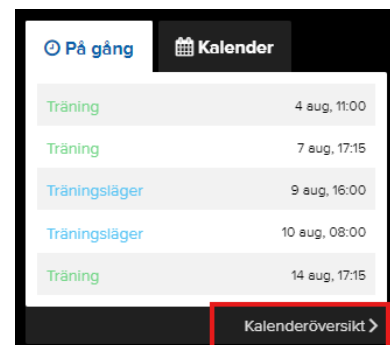 På gång Kalender
Träning 4 aug, 11:00
Träning 7 aug, 17:15
Träningsläger 9 aug, 16:00
Träningsläger 10 aug, 08:00
Träning 14 aug, 17:15
Kalenderöversikt